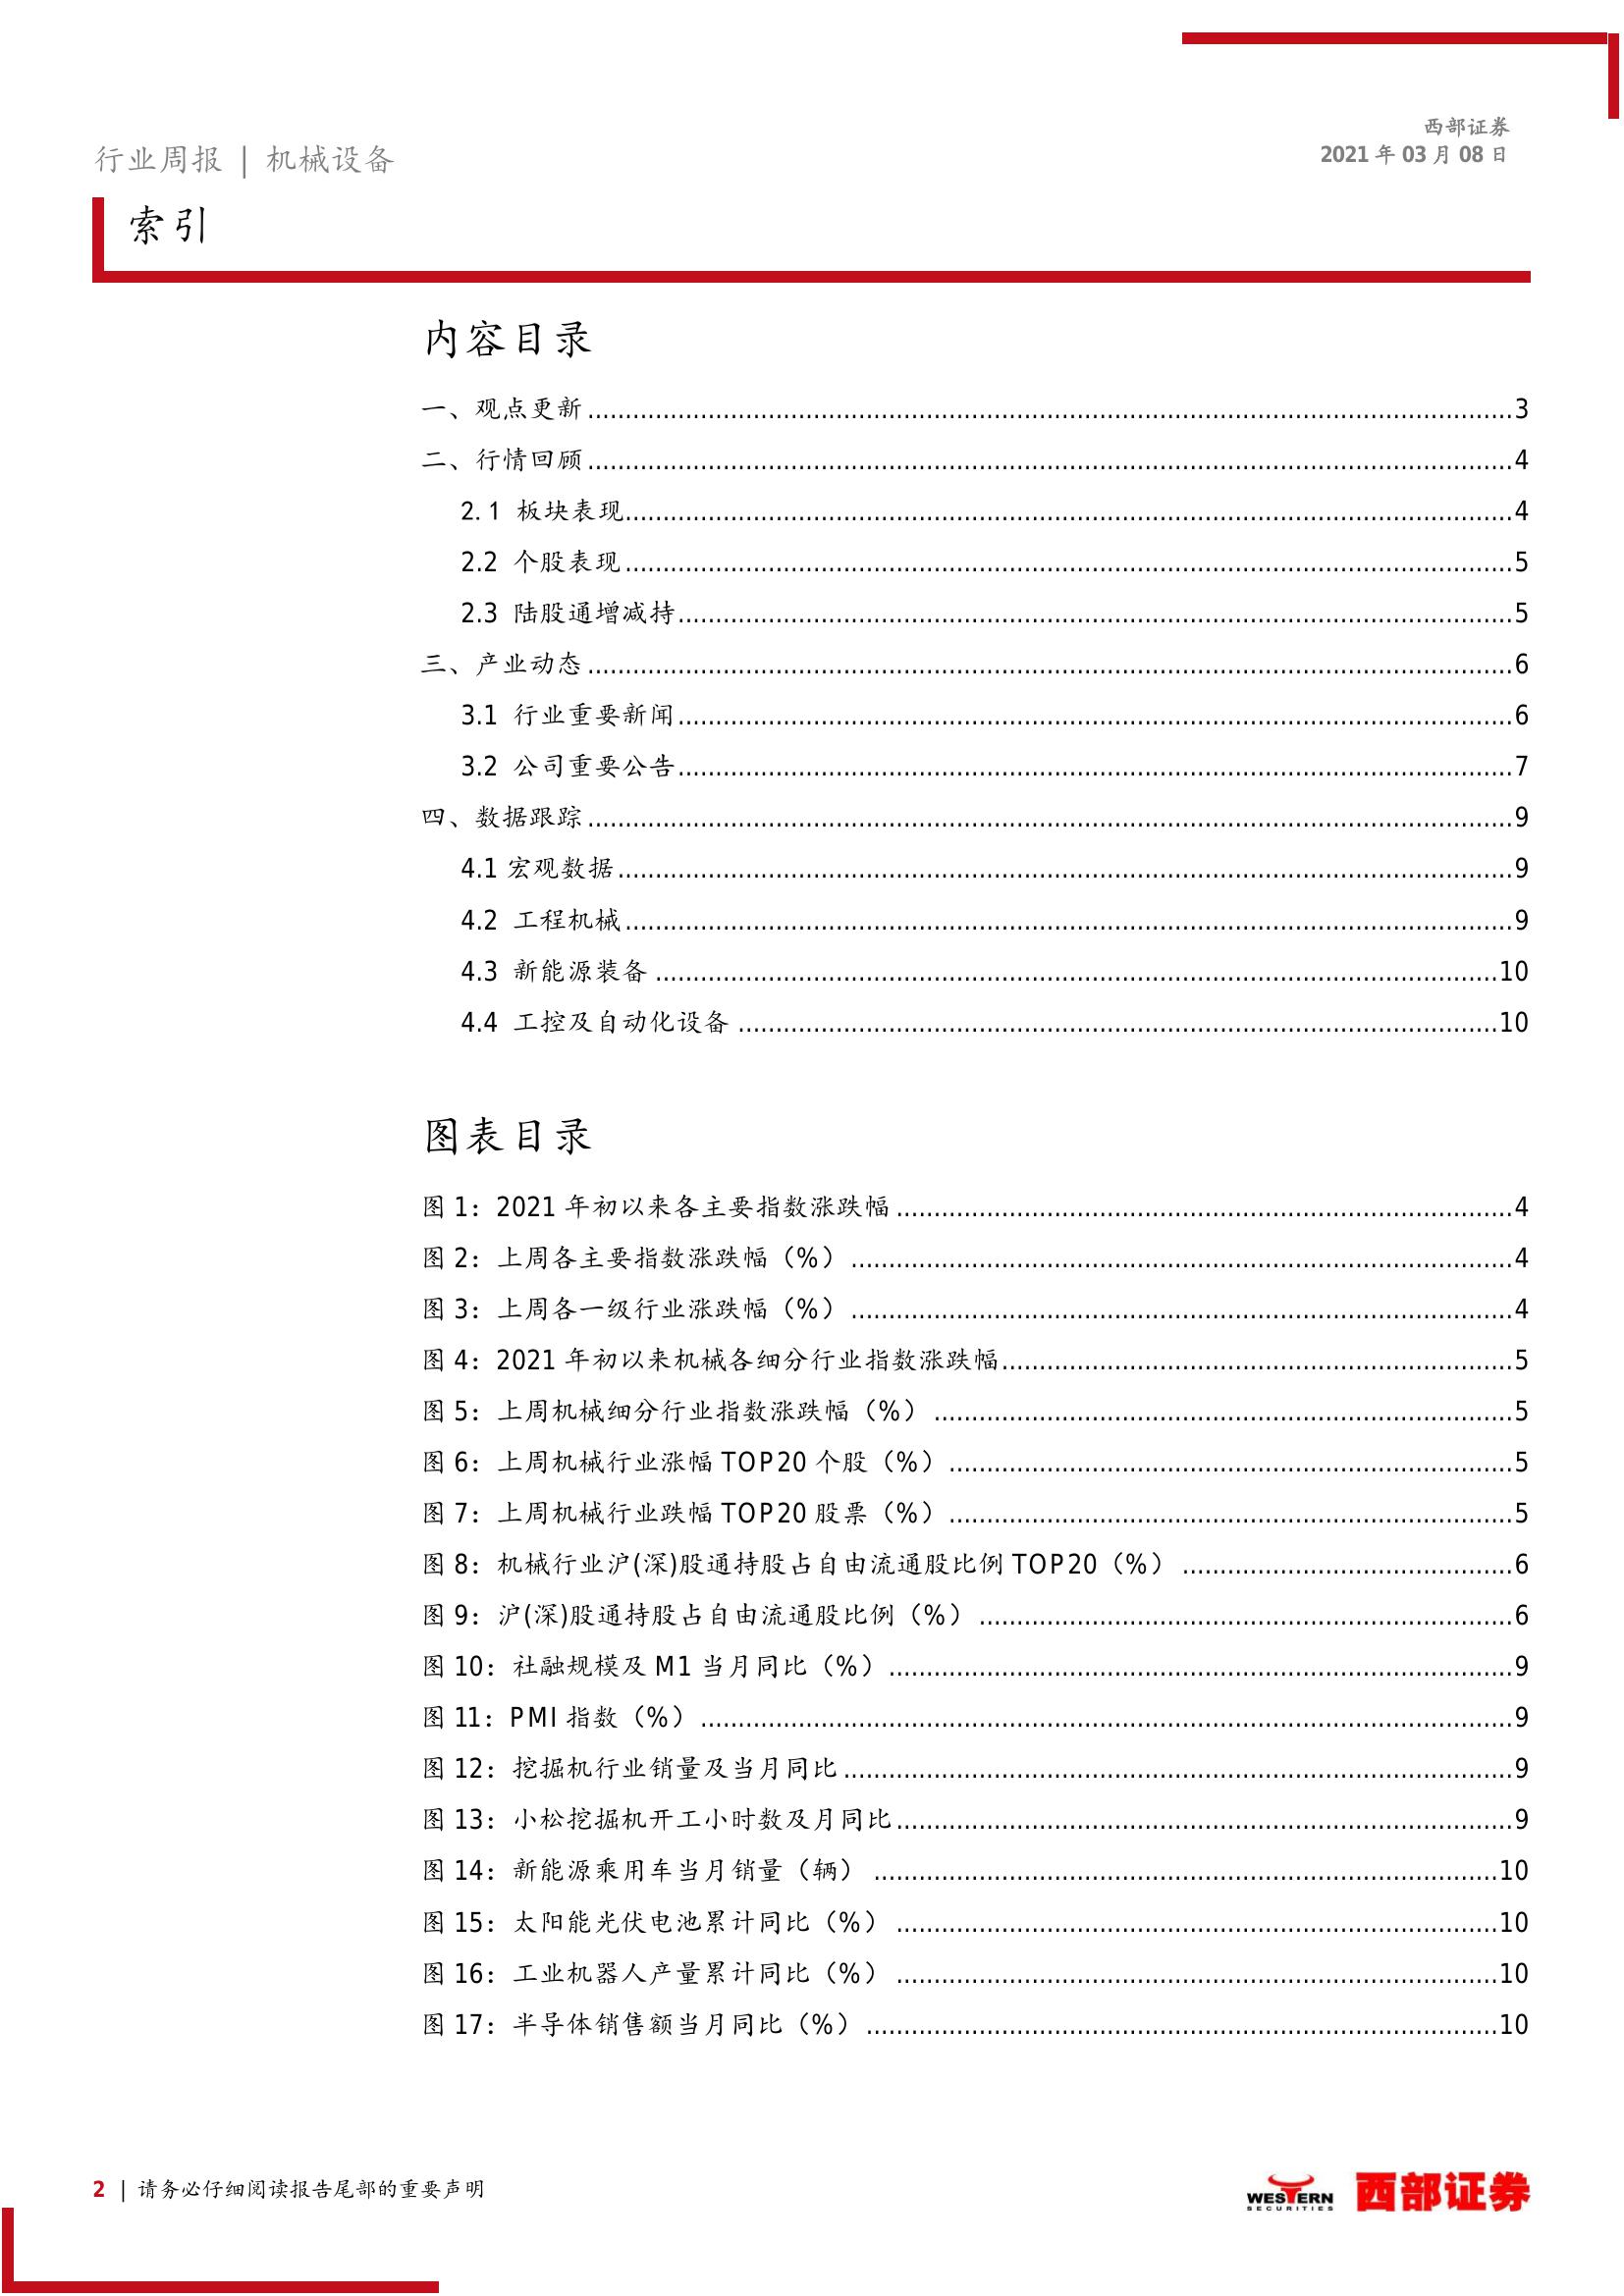 西部证券
行业周报 | 机械设备
2021 年 03 月 08 日
索引
内容目录
一、观点更新 3
二、行情回顾 4
2.1 板块表现 4
2.2 个股表现 5
2.3 陆股通增减持 5
三、产业动态 6
3.1 行业重要新闻 6
3.2 公司重要公告 7
四、数据跟踪 9
4.1 宏观数据 9
4.2 工程机械 9
4.3 新能源装备 10
4.4 工控及自动化设备 10
图表目录
图 1：2021 年初以来各主要指数涨跌幅 4
图 2：上周各主要指数涨跌幅（%） 4
图 3：上周各一级行业涨跌幅（%） 4
图 4：2021 年初以来机械各细分行业指数涨跌幅 5
图 5：上周机械细分行业指数涨跌幅（%） 5
图 6：上周机械行业涨幅 TOP20 个股（%） 5
图 7：上周机械行业跌幅 TOP20 股票（%） 5
图 8：机械行业沪(深)股通持股占自由流通股比例 TOP20（%） 6
图 9：沪(深)股通持股占自由流通股比例（%） 6
图 10：社融规模及 M1 当月同比（%） 9
图 11：PMI 指数（%） 9
图 12：挖掘机行业销量及当月同比 9
图 13：小松挖掘机开工小时数及月同比 9
图 14：新能源乘用车当月销量（辆） 10
图 15：太阳能光伏电池累计同比（%） 10
图 16：工业机器人产量累计同比（%） 10
图 17：半导体销售额当月同比（%） 10
2 | 请务必仔细阅读报告尾部的重要声明
WESTERN
SECURITIES
西部证券